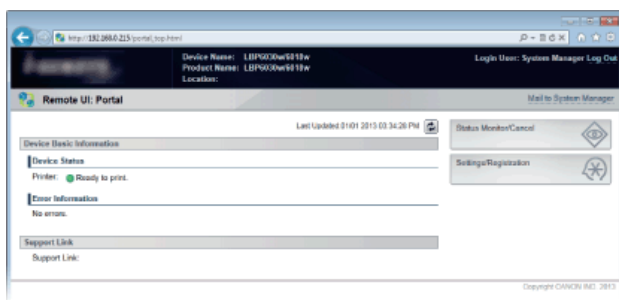 http://192.168.0.215/portal_top.html
Device Name: LBP6030w/6018w
Product Name: LBP6030w/6018w
Location:
Login User: System Manager Log Out
Remote UI: Portal
Mail to System Manager
Last Updated 01/01 2013 03:34:28 PM
Device Basic Information
Device Status
Printer: Ready to print.
Error Information
No errors.
Support Link
Support Link:
Status Monitor/Cancel
Settings/Registration
Copyright CANON INC. 2013